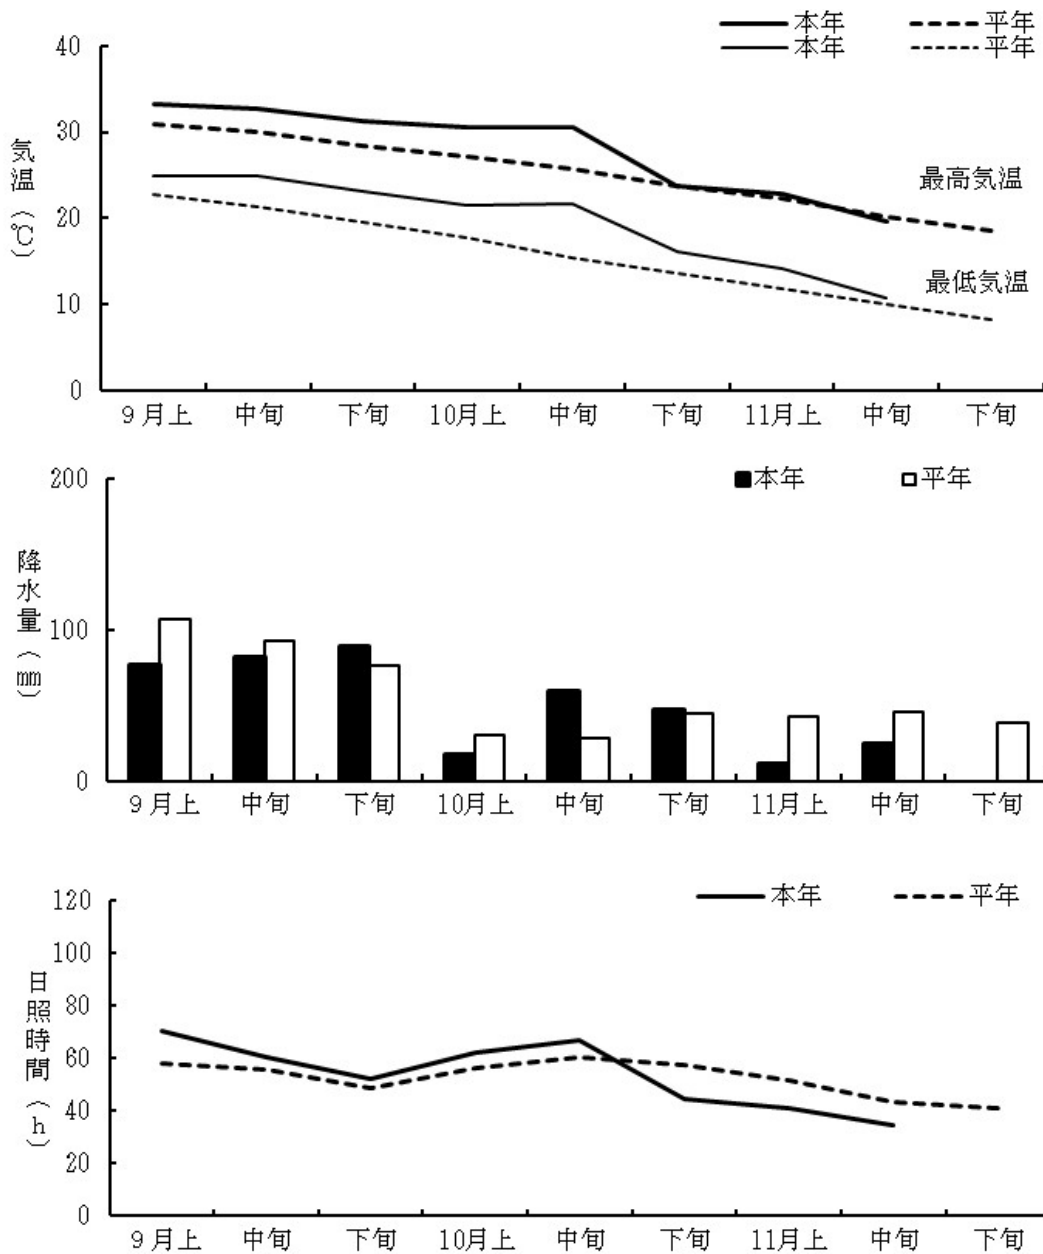 本年 平年
本年 平年
40
30
20
10
0
気温(℃)
最高気温
最低気温
9月上 中旬 下旬 10月上 中旬 下旬 11月上 中旬 下旬
本年 平年
200
100
0
降水量(㎜)
9月上 中旬 下旬 10月上 中旬 下旬 11月上 中旬 下旬
本年 平年
120
100
80
60
40
20
0
日照時間(h)
9月上 中旬 下旬 10月上 中旬 下旬 11月上 中旬 下旬